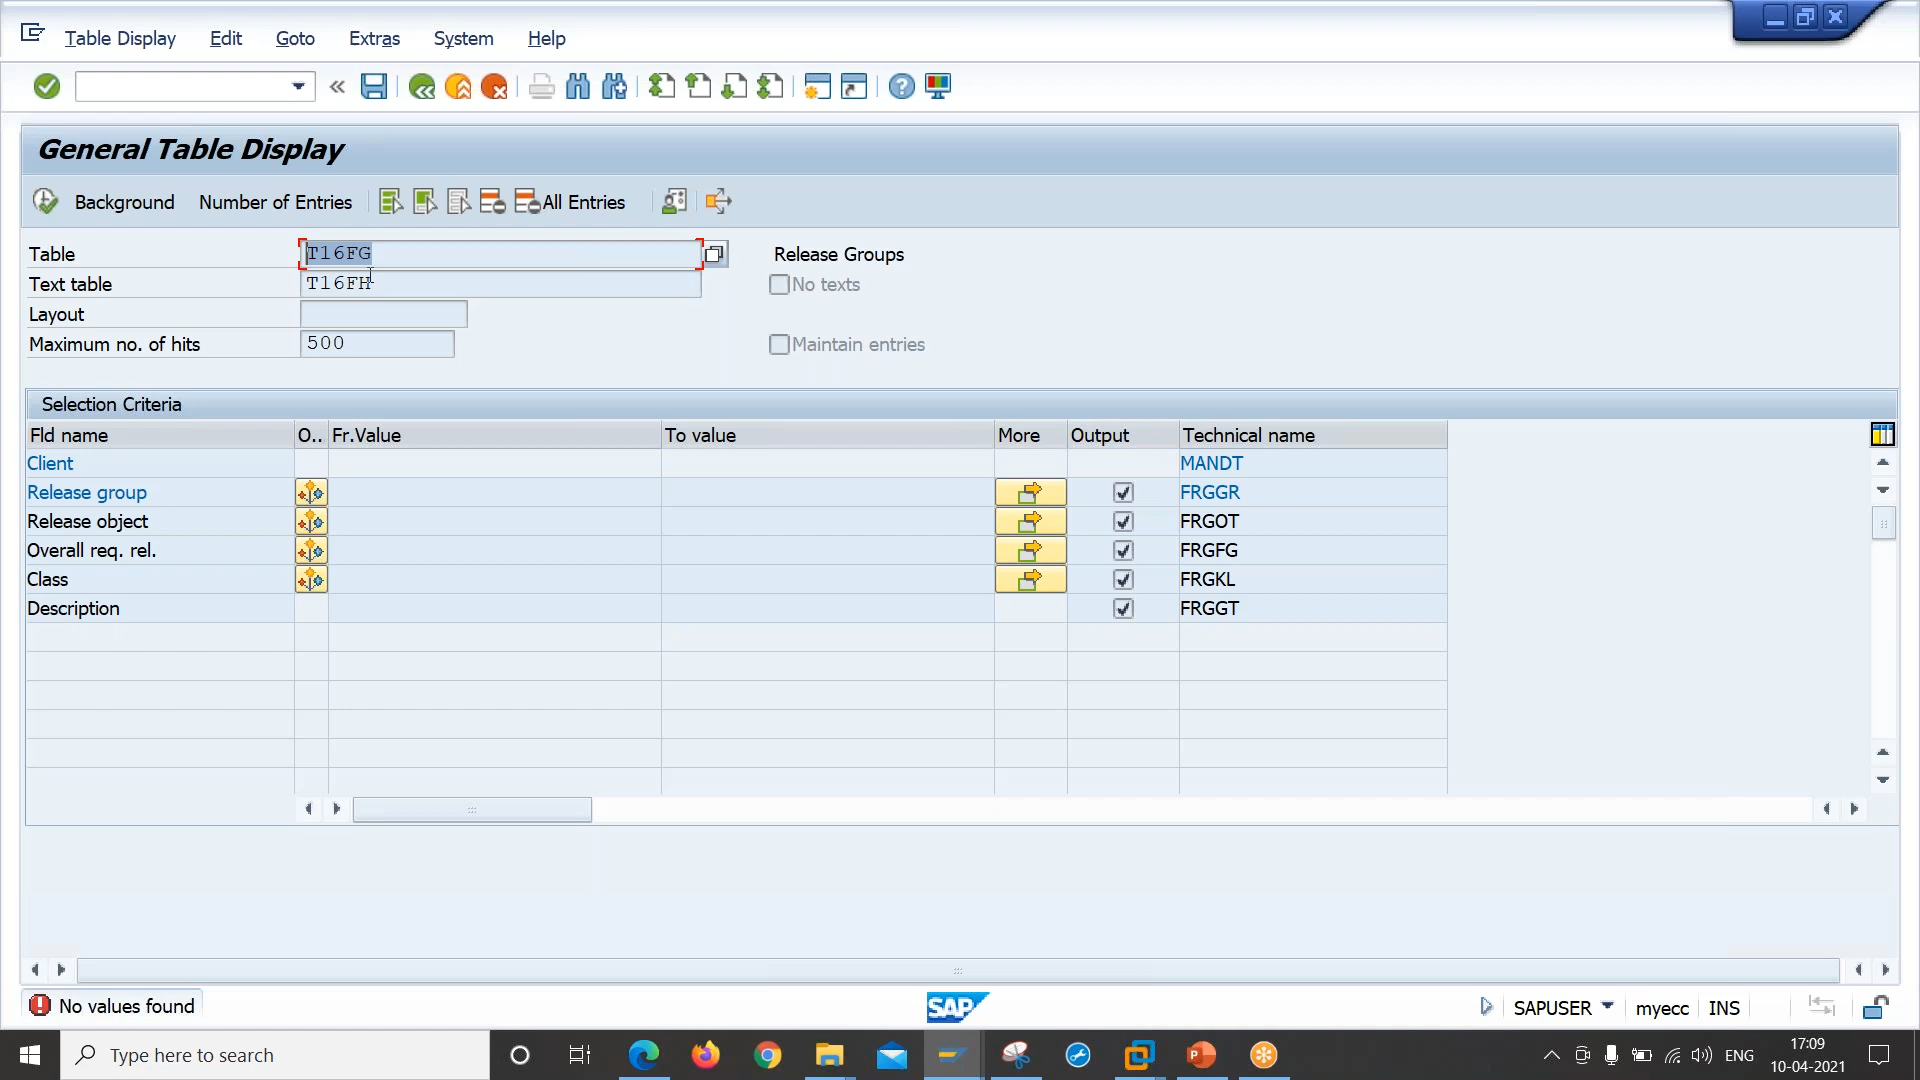 Table Display Edit Goto Extras System Help
General Table Display
Background Number of Entries All Entries
Table T16FG Release Groups
Text table T16FH No texts
Layout
Maximum no. of hits 500 Maintain entries
Selection Criteria
Fld name O.. Fr.Value To value More Output Technical name
Client MANDT
Release group FRGGR
Release object FRGOT
Overall req. rel. FRGFG
Class FRGKL
Description FRGGT
No values found SAP SAPUSER myecc INS
Type here to search ENG 17:09
10-04-2021